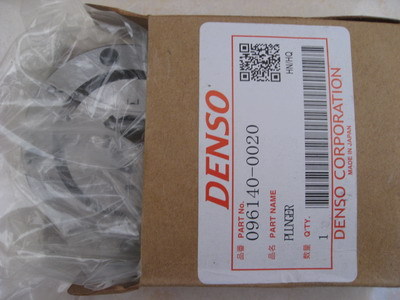 DENSO
HN/HQ
品番 PART No.
096140-0020
品名 PART NAME
PLUNGER
数量 Q'TY.
1
DENSO CORPORATION
MADE IN JAPAN